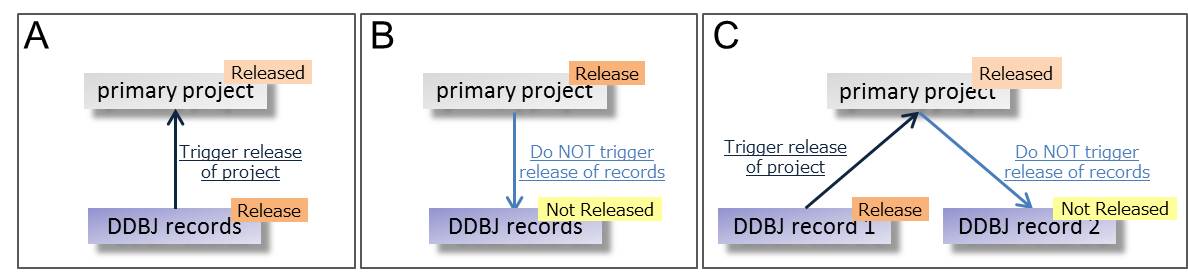 A
Released
primary project
Trigger release
of project
Release
DDBJ records
B
Release
primary project
Do NOT trigger
release of records
Not Released
DDBJ records
C
Released
primary project
Trigger release
of project
Do NOT trigger
release of records
Release
DDBJ record 1
Not Released
DDBJ record 2